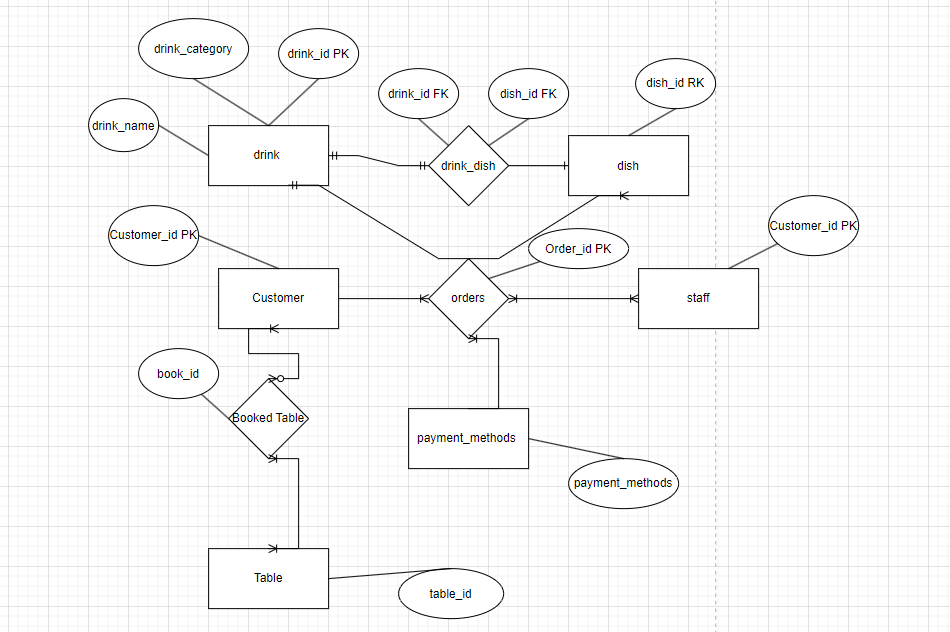 drink_category
drink_id PK
drink_id FK
dish_id FK
dish_id RK
drink_name
drink
drink_dish
dish
Customer_id PK
Customer_id PK
Order_id PK
Customer
orders
staff
book_id
Booked Table
payment_methods
payment_methods
Table
table_id